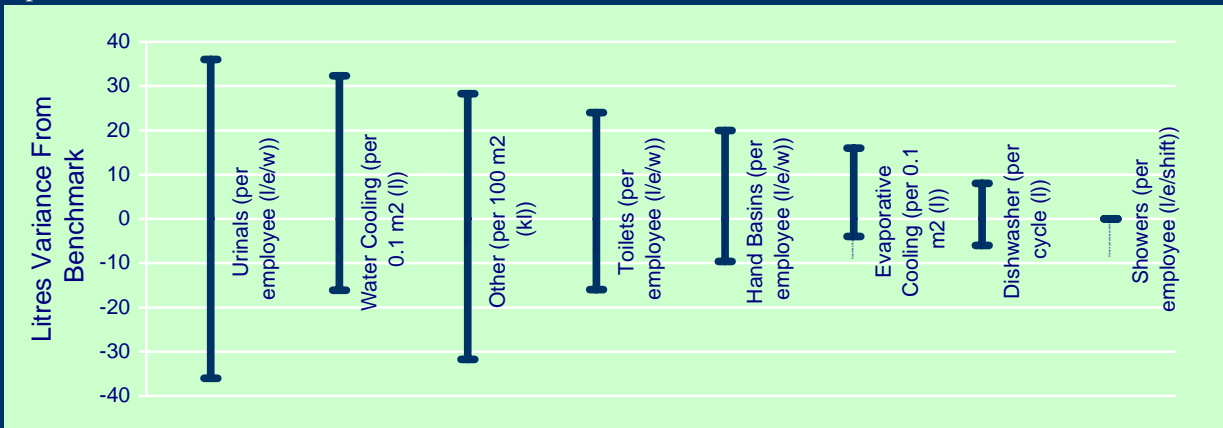 Litres Variance From
Benchmark
40
30
20
10
0
-10
-20
-30
-40
Urinals (per
employee (l/e/w))
Water Cooling (per
0.1 m2 (l))
Other (per 100 m2
(kl))
Toilets (per
employee (l/e/w))
Hand Basins (per
employee (l/e/w))
Evaporative
Cooling (per 0.1
m2 (l))
Dishwasher (per
cycle (l))
Showers (per
employee (l/e/shift))